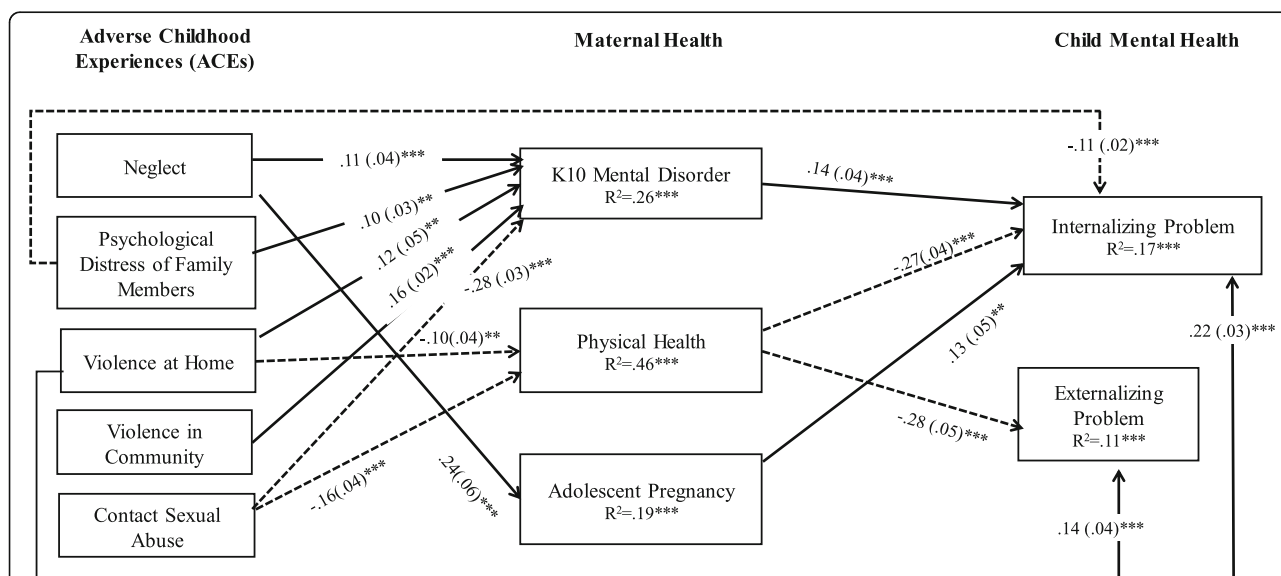 Adverse Childhood
Experiences (ACEs)
Maternal Health
Child Mental Health
Neglect
Psychological
Distress of Family
Members
Violence at Home
Violence in
Community
Contact Sexual
Abuse
.11 (.04)***
.10 (.03)**
.12 (.05)**
.16 (.02)***
-.28 (.03)***
-.10(.04)**
-.16(.04)***
.24(.06)***
K10 Mental Disorder
R²=.26***
Physical Health
R²=.46***
Adolescent Pregnancy
R²=.19***
-.11 (.02)***
.14 (.04)***
-.27(.04)***
.13 (.05)**
-.28 (.05)***
Internalizing Problem
R²=.17***
.22 (.03)***
Externalizing
Problem
R²=.11***
.14 (.04)***